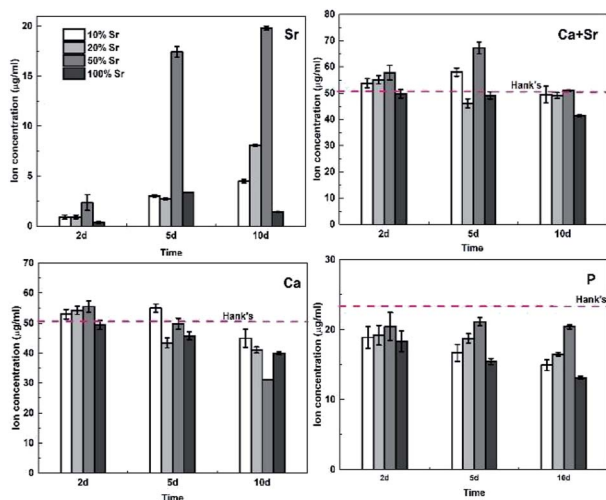 Ion concentration (μg/ml)
20
15
10
5
0
10% Sr
20% Sr
50% Sr
100% Sr
Sr
2d 5d 10d
Time
Ion concentration (μg/ml)
80
70
60
50
40
30
20
10
0
Ca+Sr
Hank's
2d 5d 10d
Time
Ion concentration (μg/ml)
70
60
50
40
30
20
10
0
Ca
Hank's
2d 5d 10d
Time
Ion concentration (μg/ml)
30
20
10
0
P
Hank's
2d 5d 10d
Time